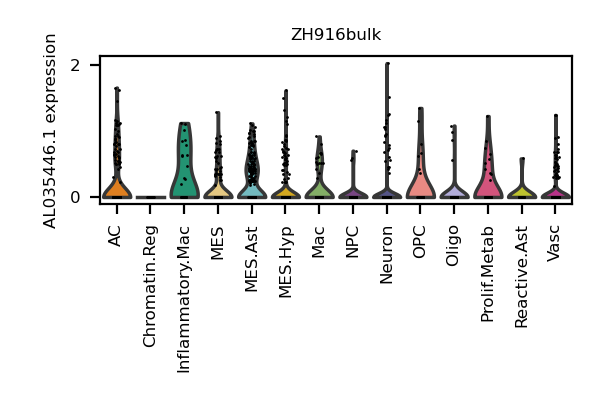 ZH916bulk
AL035446.1 expression
2
0
AC
Chromatin.Reg
Inflammatory.Mac
MES
MES.Ast
MES.Hyp
Mac
NPC
Neuron
OPC
Oligo
Prolif.Metab
Reactive.Ast
Vasc